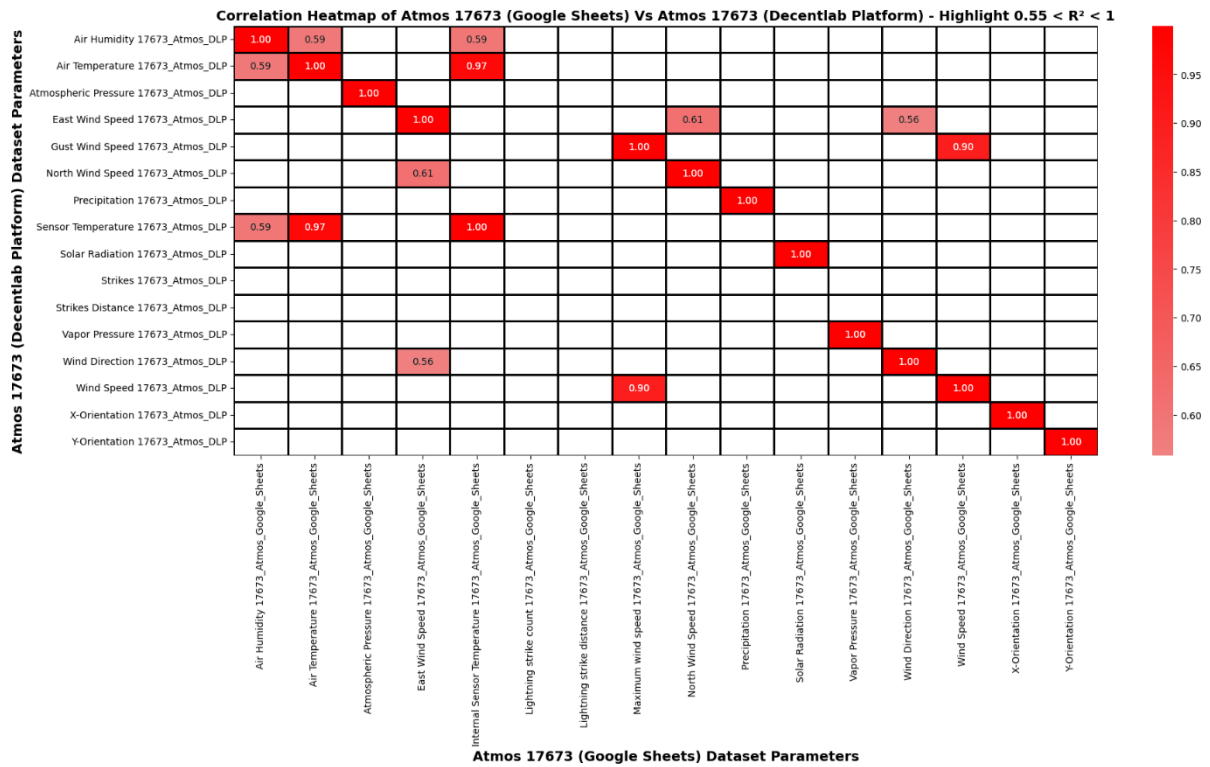 Correlation Heatmap of Atmos 17673 (Google Sheets) Vs Atmos 17673 (Decentlab Platform) - Highlight 0.55 < R² < 1
Atmos 17673 (Decentlab Platform) Dataset Parameters
Air Humidity 17673_Atmos_DLP 1.00 0.59 0.59
Air Temperature 17673_Atmos_DLP 0.59 1.00 0.97
Atmospheric Pressure 17673_Atmos_DLP 1.00
East Wind Speed 17673_Atmos_DLP 1.00 0.61 0.56
Gust Wind Speed 17673_Atmos_DLP 1.00 0.90
North Wind Speed 17673_Atmos_DLP 0.61 1.00
Precipitation 17673_Atmos_DLP 1.00
Sensor Temperature 17673_Atmos_DLP 0.59 0.97 1.00
Solar Radiation 17673_Atmos_DLP 1.00
Strikes 17673_Atmos_DLP
Strikes Distance 17673_Atmos_DLP
Vapor Pressure 17673_Atmos_DLP 1.00
Wind Direction 17673_Atmos_DLP 0.56 1.00
Wind Speed 17673_Atmos_DLP 0.90 1.00
X-Orientation 17673_Atmos_DLP 1.00
Y-Orientation 17673_Atmos_DLP 1.00
Air Humidity 17673_Atmos_Google_Sheets
Air Temperature 17673_Atmos_Google_Sheets
Atmospheric Pressure 17673_Atmos_Google_Sheets
East Wind Speed 17673_Atmos_Google_Sheets
Internal Sensor Temperature 17673_Atmos_Google_Sheets
Lightning strike count 17673_Atmos_Google_Sheets
Lightning strike distance 17673_Atmos_Google_Sheets
Maximum wind speed 17673_Atmos_Google_Sheets
North Wind Speed 17673_Atmos_Google_Sheets
Precipitation 17673_Atmos_Google_Sheets
Solar Radiation 17673_Atmos_Google_Sheets
Vapor Pressure 17673_Atmos_Google_Sheets
Wind Direction 17673_Atmos_Google_Sheets
Wind Speed 17673_Atmos_Google_Sheets
X-Orientation 17673_Atmos_Google_Sheets
Y-Orientation 17673_Atmos_Google_Sheets
Atmos 17673 (Google Sheets) Dataset Parameters
0.95
0.90
0.85
0.80
0.75
0.70
0.65
0.60